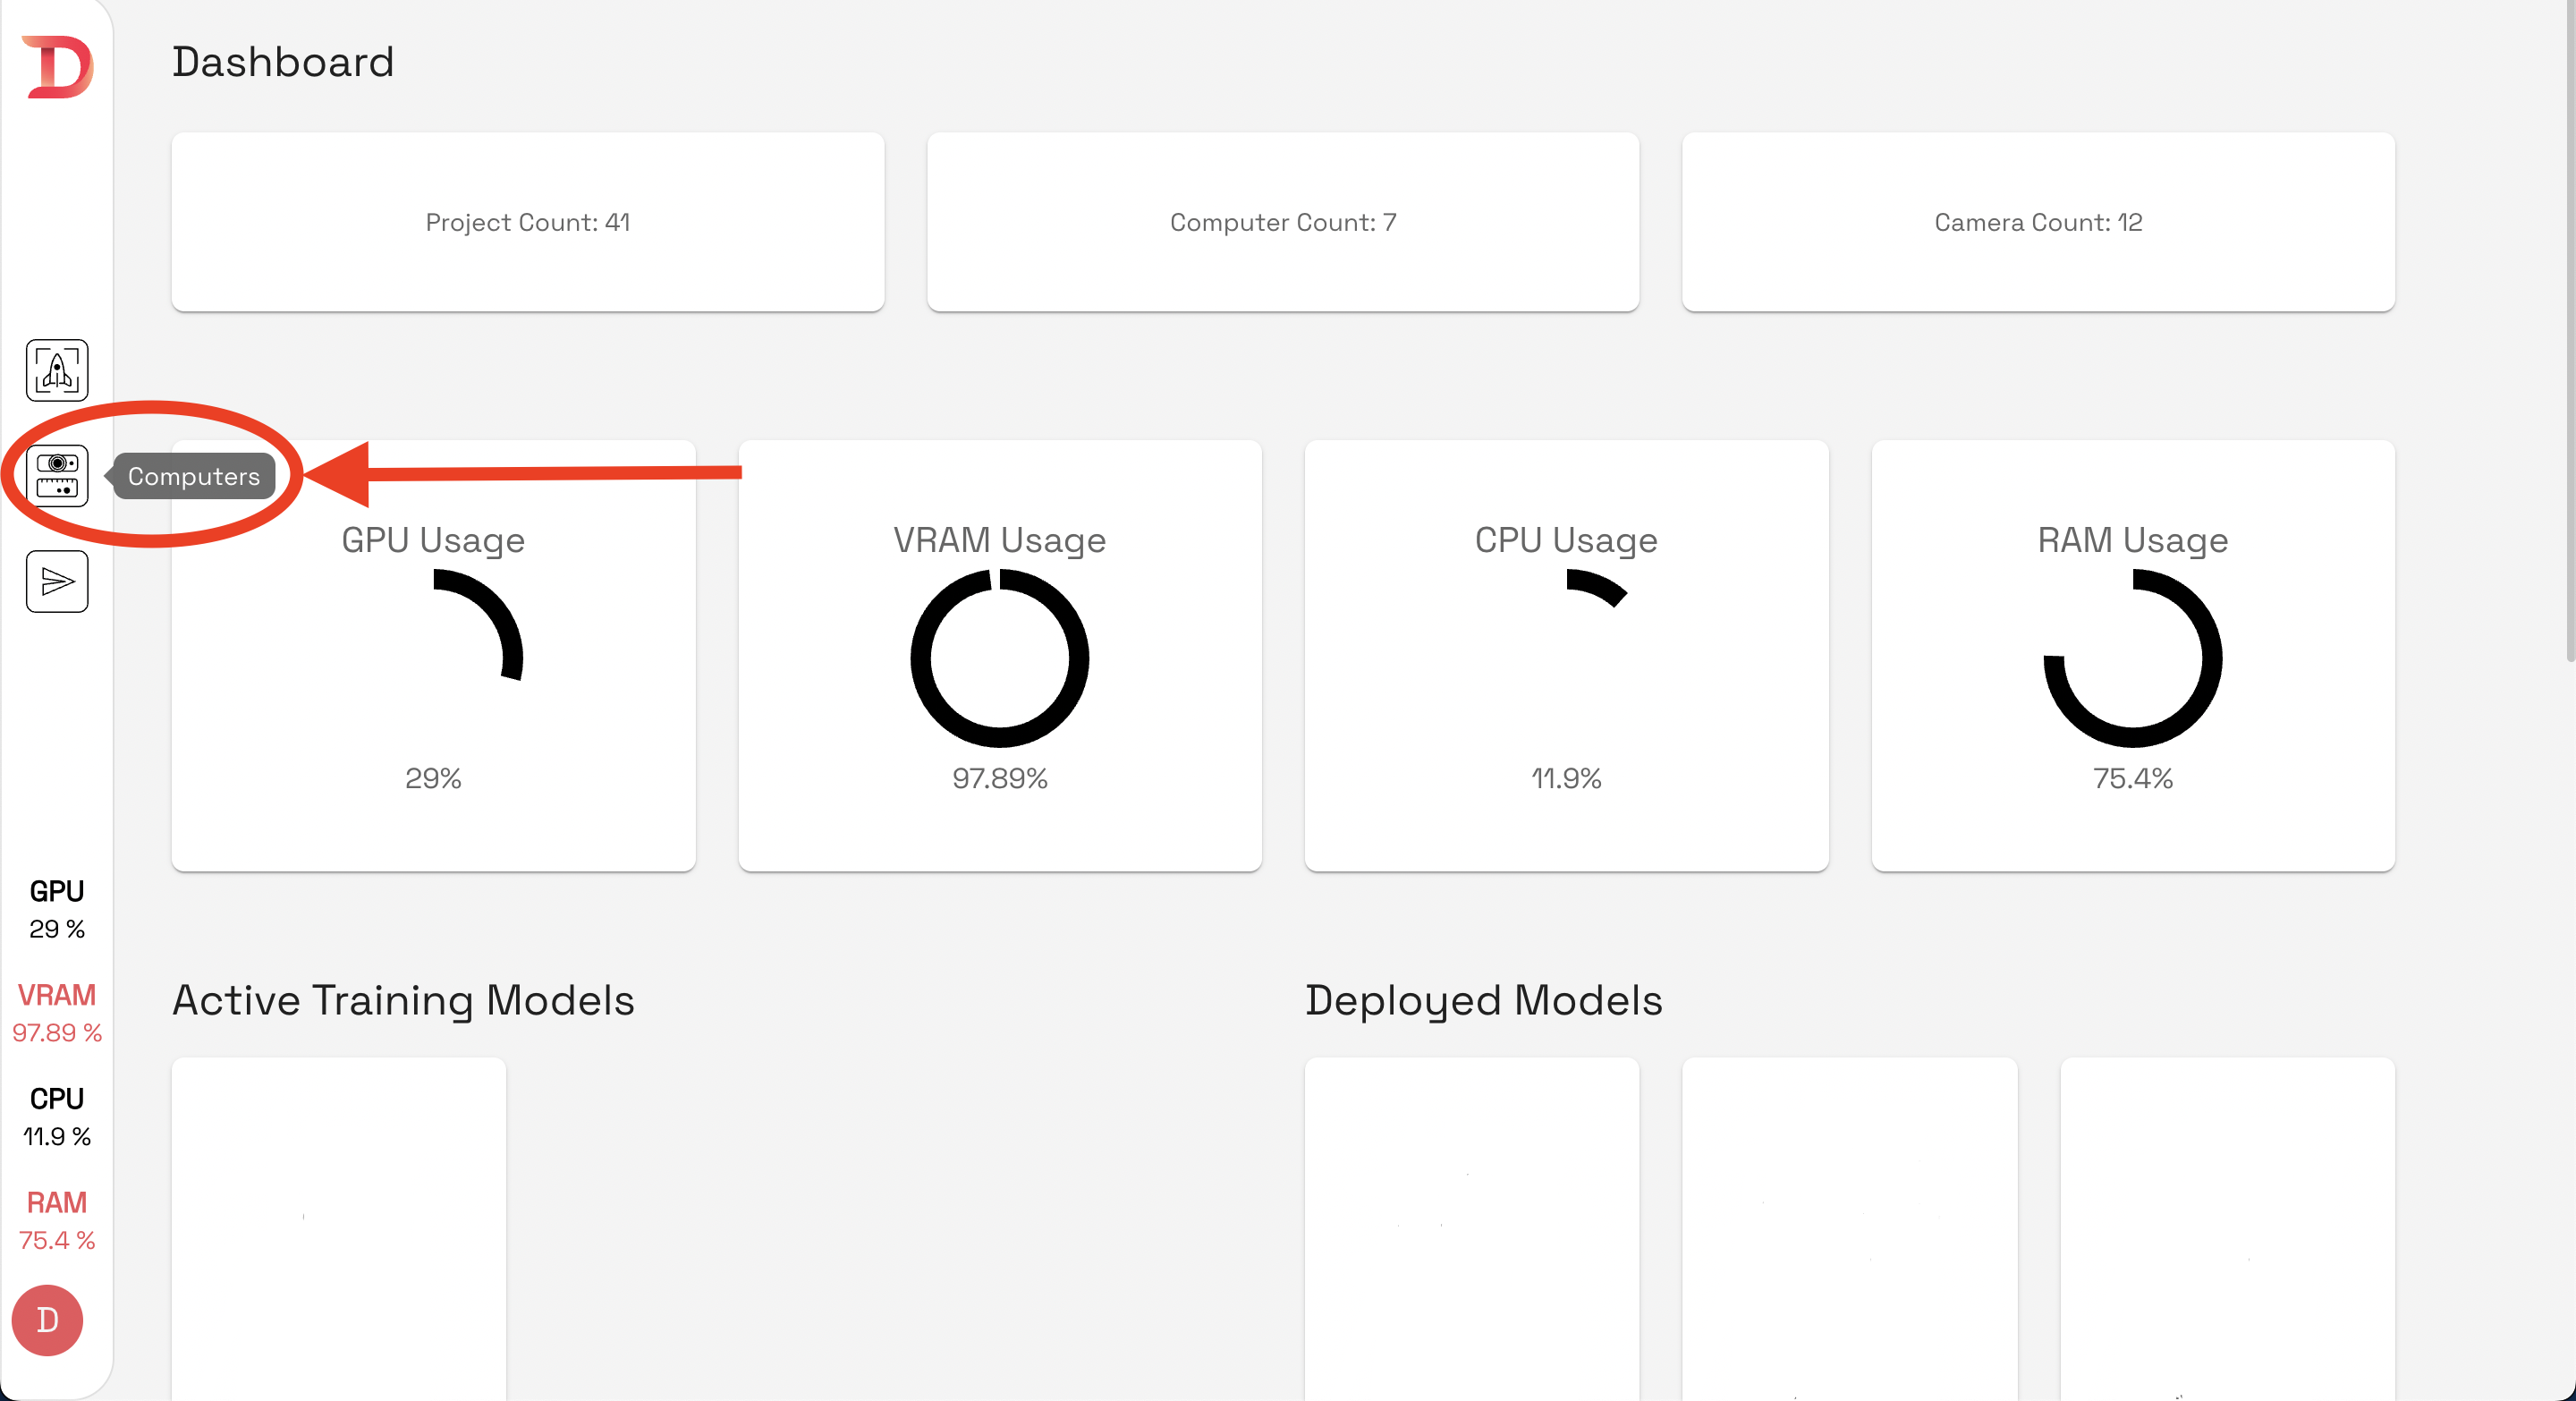 D
Dashboard
Project Count: 41
Computer Count: 7
Camera Count: 12
Computers
GPU Usage
29%
VRAM Usage
97.89%
CPU Usage
11.9%
RAM Usage
75.4%
GPU
29 %
VRAM
97.89 %
CPU
11.9 %
RAM
75.4 %
D
Active Training Models
Deployed Models